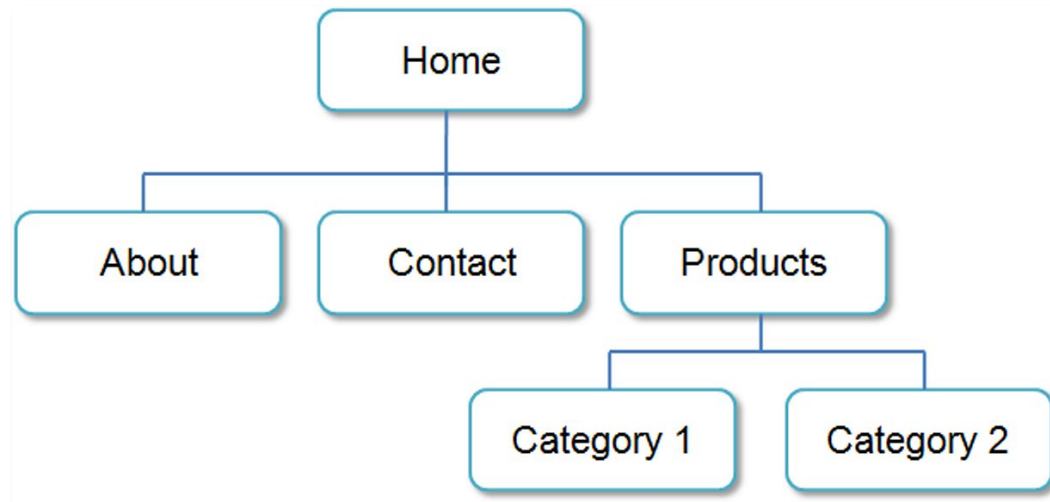 Home
About
Contact
Products
Category 1
Category 2